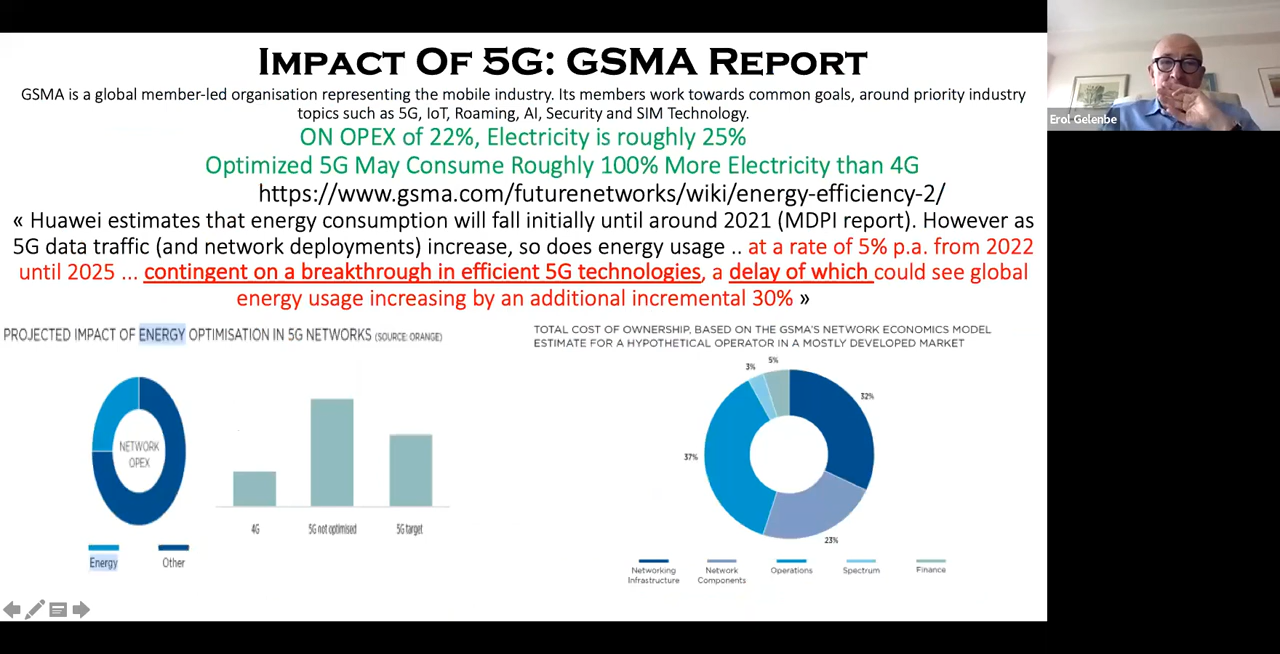 IMPACT OF 5G: GSMA REPORT
GSMA is a global member-led organisation representing the mobile industry. Its members work towards common goals, around priority industry
topics such as 5G, IoT, Roaming, AI, Security and SIM Technology.
ON OPEX of 22%, Electricity is roughly 25%
Optimized 5G May Consume Roughly 100% More Electricity than 4G
https://www.gsma.com/futurenetworks/wiki/energy-efficiency-2/
« Huawei estimates that energy consumption will fall initially until around 2021 (MDPI report). However as
5G data traffic (and network deployments) increase, so does energy usage .. at a rate of 5% p.a. from 2022
until 2025 ... contingent on a breakthrough in efficient 5G technologies, a delay of which could see global
energy usage increasing by an additional incremental 30% »
PROJECTED IMPACT OF ENERGY OPTIMISATION IN 5G NETWORKS (SOURCE: ORANGE)
NETWORK
OPEX
Energy
Other
4G
5G not optimised
5G target
TOTAL COST OF OWNERSHIP, BASED ON THE GSMA'S NETWORK ECONOMICS MODEL
ESTIMATE FOR A HYPOTHETICAL OPERATOR IN A MOSTLY DEVELOPED MARKET
3%
5%
32%
37%
23%
Networking
Infrastructure
Network
Components
Operations
Spectrum
Finance
Erol Gelenbe